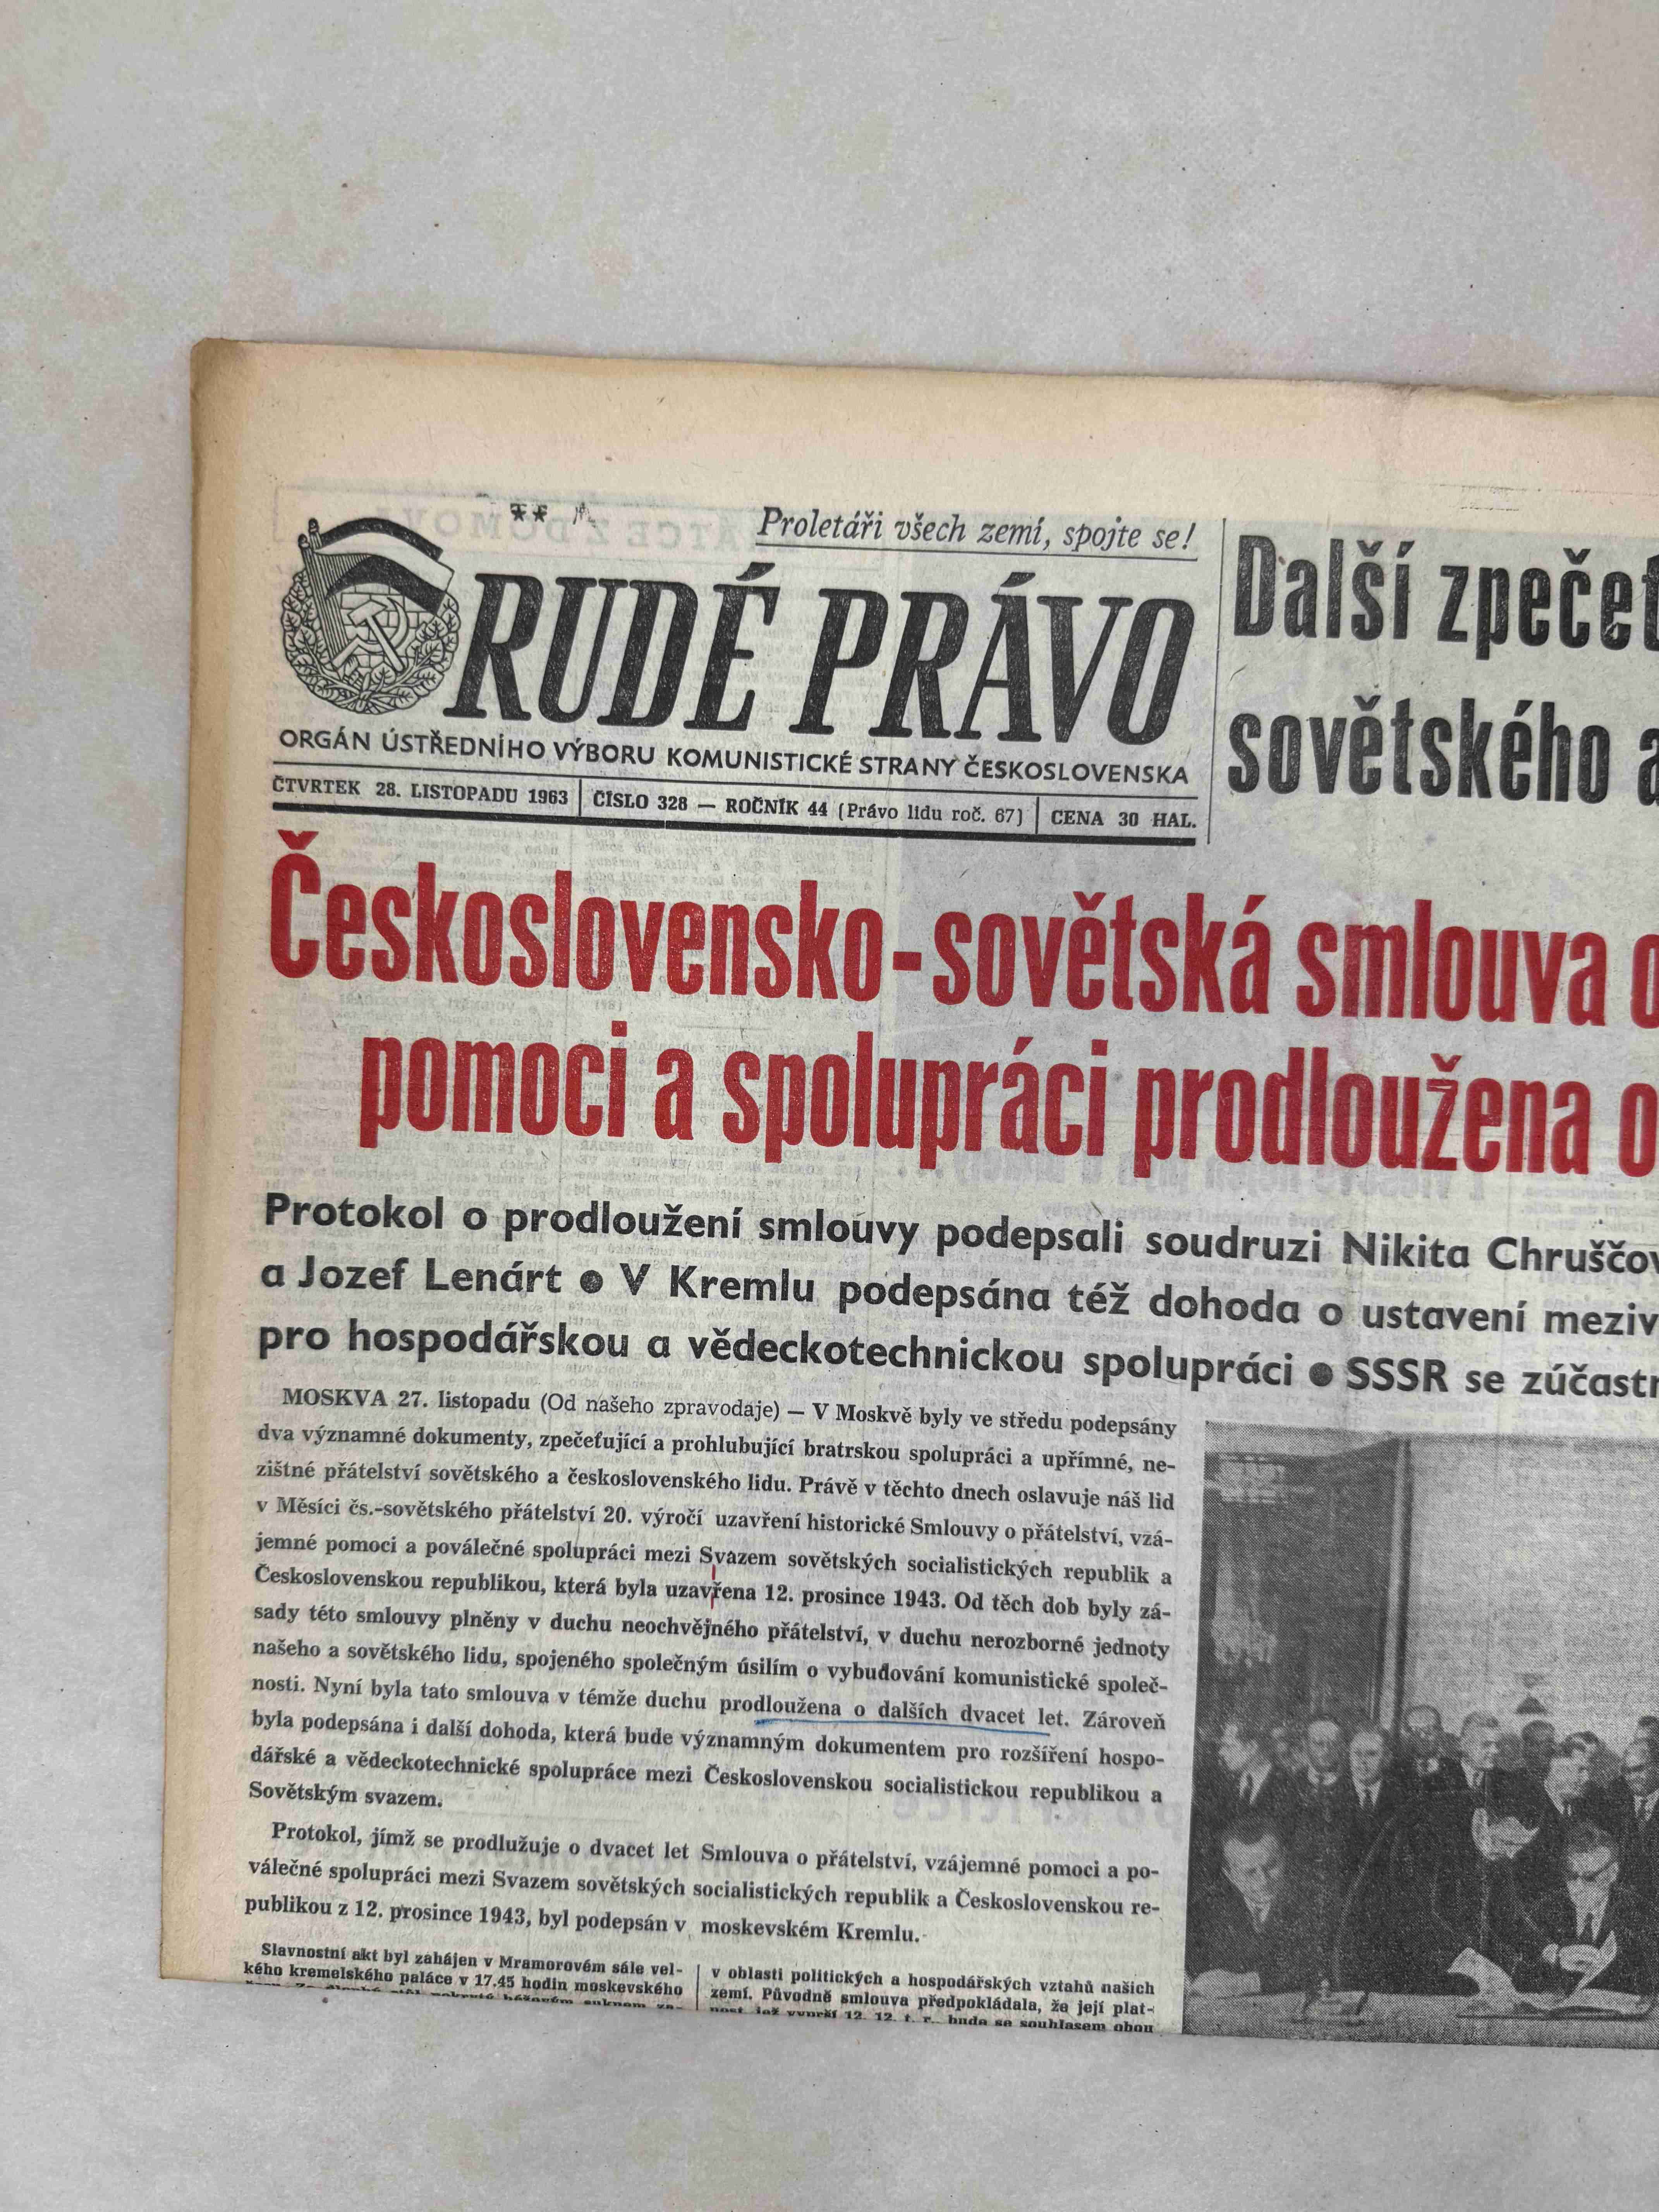 ** 
Proletáři všech zemí, spojte se!
RUDÉ PRÁVO
ORGÁN ÚSTŘEDNÍHO VÝBORU KOMUNISTICKÉ STRANY ČESKOSLOVENSKA
ČTVRTEK 28. LISTOPADU 1963 | ČÍSLO 328 — ROČNÍK 44 (Právo lidu roč. 67) | CENA 30 HAL.
Další zpečet
sovětského a
Československo-sovětská smlouva o
pomoci a spolupráci prodloužena o
Protokol o prodloužení smlouvy podepsali soudruzi Nikita Chruščov
a Jozef Lenárt ● V Kremlu podepsána též dohoda o ustavení meziv
pro hospodářskou a vědeckotechnickou spolupráci ● SSSR se zúčastn
MOSKVA 27. listopadu (Od našeho zpravodaje) — V Moskvě byly ve středu podepsány
dva významné dokumenty, zpečeťující a prohlubující bratrskou spolupráci a upřímné, ne-
zištné přátelství sovětského a československého lidu. Právě v těchto dnech oslavuje náš lid
v Měsíci čs.-sovětského přátelství 20. výročí uzavření historické Smlouvy o přátelství, vzá-
jemné pomoci a poválečné spolupráci mezi Svazem sovětských socialistických republik a
Československou republikou, která byla uzavřena 12. prosince 1943. Od těch dob byly zá-
sady této smlouvy plněny v duchu neochvějného přátelství, v duchu nerozborné jednoty
našeho a sovětského lidu, spojeného společným úsilím o vybudování komunistické společ-
nosti. Nyní byla tato smlouva v témže duchu prodloužena o dalších dvacet let. Zároveň
byla podepsána i další dohoda, která bude významným dokumentem pro rozšíření hospo-
dářské a vědeckotechnické spolupráce mezi Československou socialistickou republikou a
Sovětským svazem.
Protokol, jímž se prodlužuje o dvacet let Smlouva o přátelství, vzájemné pomoci a po-
válečné spolupráci mezi Svazem sovětských socialistických republik a Československou re-
publikou z 12. prosince 1943, byl podepsán v moskevském Kremlu.
Slavnostní akt byl zahájen v Mramorovém sále vel-
kého kremelského paláce v 17.45 hodin moskevského
v oblasti politických a hospodářských vztahů našich
zemí. Původně smlouva předpokládala, že její plat-
nost, jež vyprší 12. 12. t. r., bude se souhlasem obou